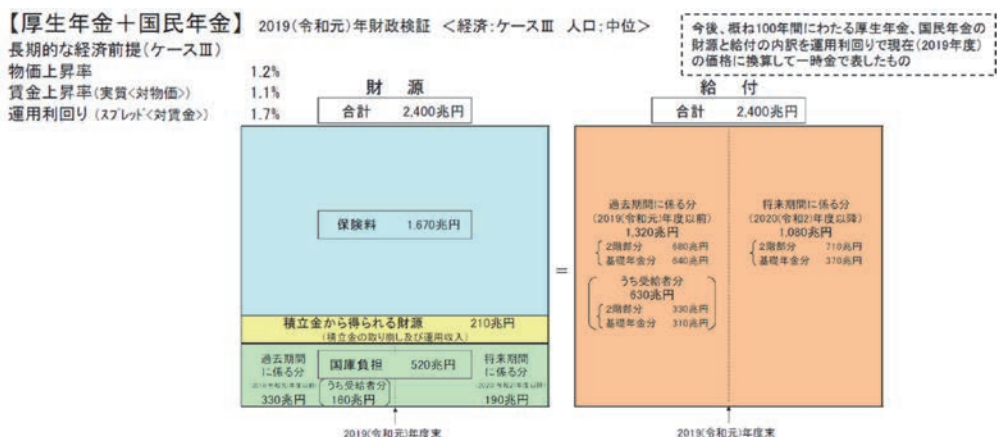 【厚生年金+国民年金】 2019(令和元)年財政検証 <経済:ケースⅢ 人口:中位>
今後、概ね100年間にわたる厚生年金、国民年金の
財源と給付の内訳を運用利回りで現在(2019年度)
の価格に換算して一時金で表したもの
長期的な経済前提(ケースⅢ)
物価上昇率 1.2%
賃金上昇率(実質<対物価>) 1.1%
運用利回り(スプレッド<対賃金>) 1.7%
財 源
合計 2,400兆円
保険料 1,670兆円
積立金から得られる財源 210兆円
(積立金の取り崩し及び運用収入)
国庫負担 520兆円
過去期間
に係る分
(2019(令和元)年度以前)
330兆円
うち受給者分
160兆円
将来期間
に係る分
(2020(令和2)年度以降)
190兆円
2019(令和元)年度末
=
給 付
合計 2,400兆円
過去期間に係る分
(2019(令和元)年度以前)
1,320兆円
2階部分 680兆円
基礎年金分 640兆円
うち受給者分
630兆円
2階部分 330兆円
基礎年金分 310兆円
将来期間に係る分
(2020(令和2)年度以降)
1,080兆円
2階部分 710兆円
基礎年金分 370兆円
2019(令和元)年度末